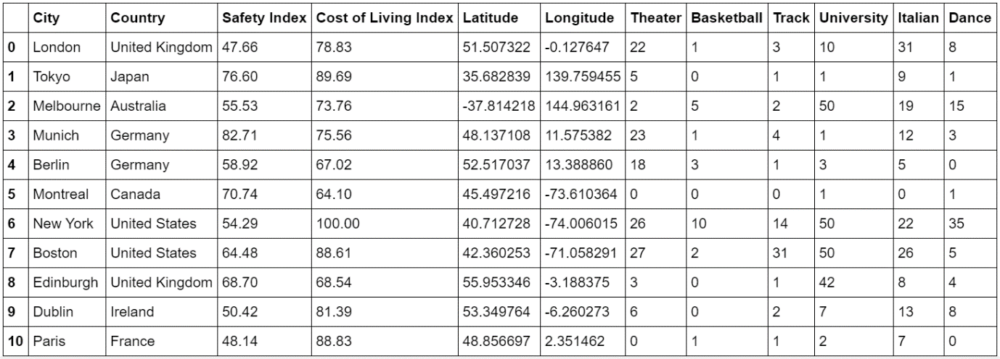 City Country Safety Index Cost of Living Index Latitude Longitude Theater Basketball Track University Italian Dance
0 London United Kingdom 47.66 78.83 51.507322 -0.127647 22 1 3 10 31 8
1 Tokyo Japan 76.60 89.69 35.682839 139.759455 5 0 1 1 9 1
2 Melbourne Australia 55.53 73.76 -37.814218 144.963161 2 5 2 50 19 15
3 Munich Germany 82.71 75.56 48.137108 11.575382 23 1 4 1 12 3
4 Berlin Germany 58.92 67.02 52.517037 13.388860 18 3 1 3 5 0
5 Montreal Canada 70.74 64.10 45.497216 -73.610364 0 0 0 1 0 1
6 New York United States 54.29 100.00 40.712728 -74.006015 26 10 14 50 22 35
7 Boston United States 64.48 88.61 42.360253 -71.058291 27 2 31 50 26 5
8 Edinburgh United Kingdom 68.70 68.54 55.953346 -3.188375 3 0 1 42 8 4
9 Dublin Ireland 50.42 81.39 53.349764 -6.260273 6 0 2 7 13 8
10 Paris France 48.14 88.83 48.856697 2.351462 0 1 1 2 7 0